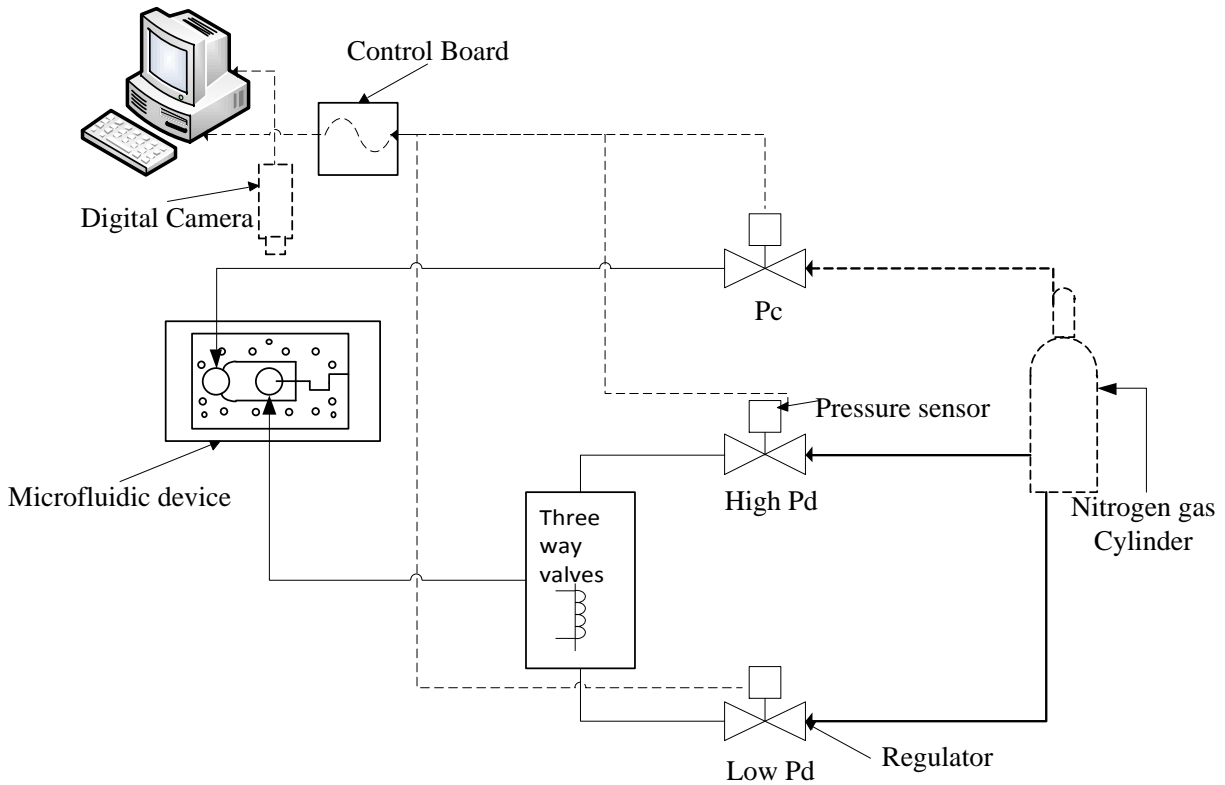 Control Board
Digital Camera
Pc
Pressure sensor
Microfluidic device
High Pd
Nitrogen gas
Cylinder
Three
way
valves
Regulator
Low Pd